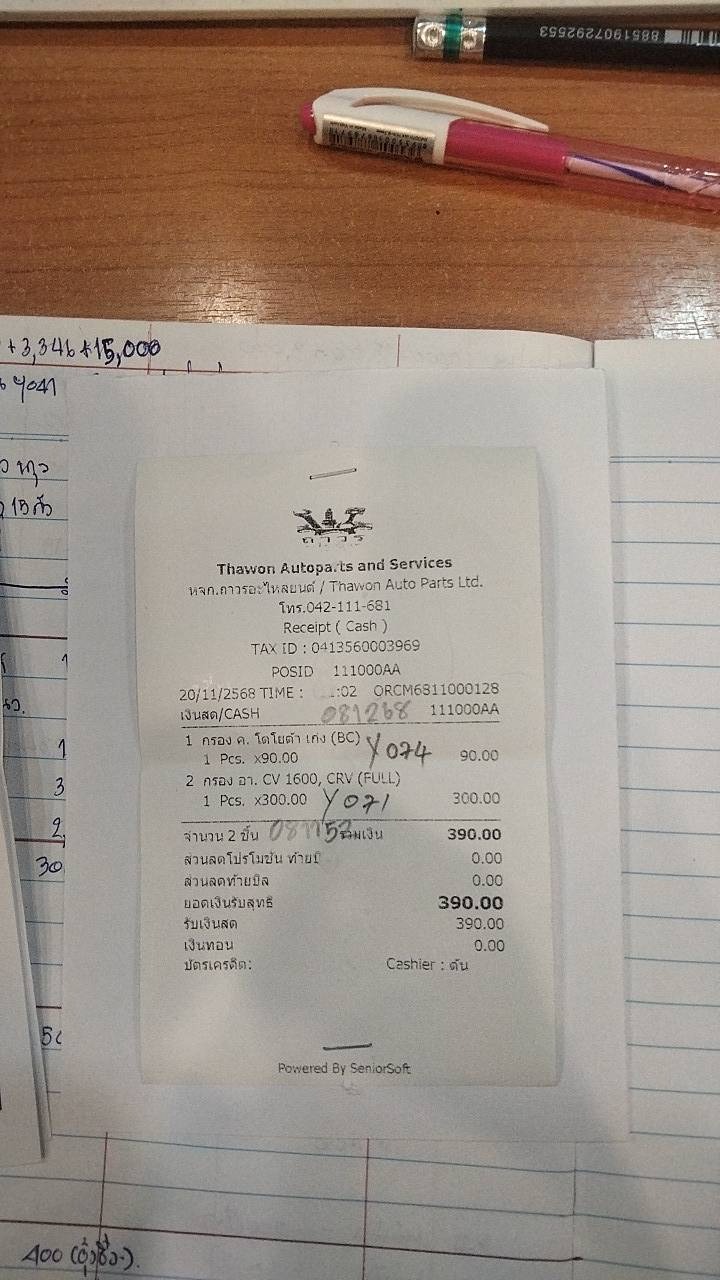 8851907292553
+3,346+15,000
ถาวร
Thawon Autoparts and Services
หจก.ถาวรอะไหล่ยนต์ / Thawon Auto Parts Ltd.
โทร.042-111-681
Receipt ( Cash )
TAX ID : 0413560003969
POSID 111000AA
20/11/2568 TIME : :02 ORCM6811000128
เงินสด/CASH 081268 111000AA
1 กรอง ค. โตโยต้า เก๋ง (BC) Y074
1 Pcs. x90.00 90.00
2 กรอง อา. CV 1600, CRV (FULL)
1 Pcs. x300.00 Y071 300.00
จำนวน 2 ชิ้น รวมเงิน 390.00
ส่วนลดโปรโมชั่น ท้ายบิ 0.00
ส่วนลดท้ายบิล 0.00
ยอดเงินรับสุทธิ 390.00
รับเงินสด 390.00
เงินทอน 0.00
บัตรเครดิต: Cashier : ตั้น
Powered By SeniorSoft
1
3
2
30
400